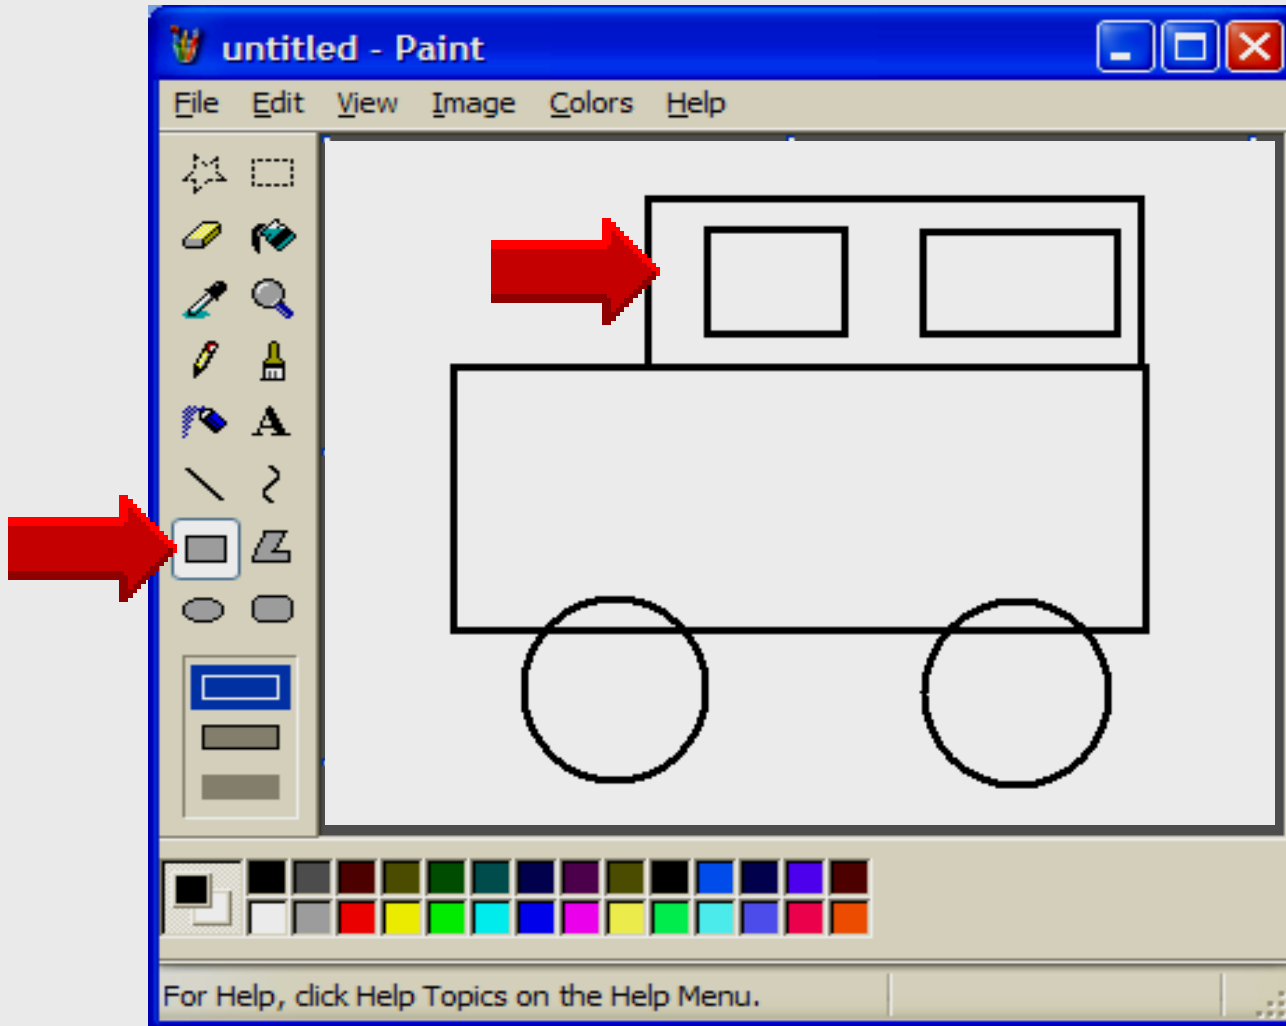 untitled - Paint
File Edit View Image Colors Help
A
For Help, click Help Topics on the Help Menu.